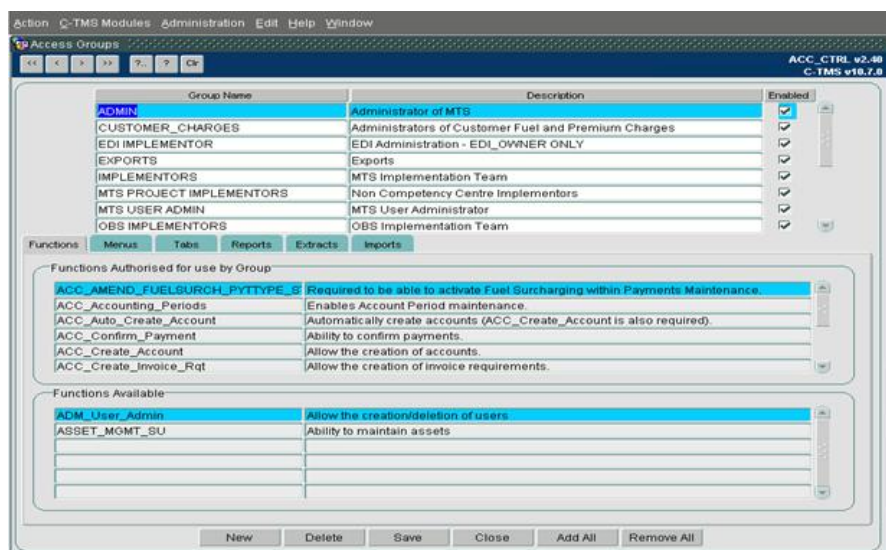 Action C-TMS Modules Administration Edit Help Window
Access Groups
<< < > >> ?.. ? Clr ACC_CTRL v2.40
C-TMS v10.7.0
Group Name Description Enabled
ADMIN Administrator of MTS
CUSTOMER_CHARGES Administrators of Customer Fuel and Premium Charges
EDI IMPLEMENTOR EDI Administration - EDI_OWNER ONLY
EXPORTS Exports
IMPLEMENTORS MTS Implementation Team
MTS PROJECT IMPLEMENTORS Non Competency Centre Implementors
MTS USER ADMIN MTS User Administrator
OBS IMPLEMENTORS OBS Implementation Team
Functions Menus Tabs Reports Extracts Imports
Functions Authorised for use by Group
ACC_AMEND_FUELSURCH_PYTTYPE_S Required to be able to activate Fuel Surcharging within Payments Maintenance.
ACC_Accounting_Periods Enables Account Period maintenance.
ACC_Auto_Create_Account Automatically create accounts (ACC_Create_Account is also required).
ACC_Confirm_Payment Ability to confirm payments.
ACC_Create_Account Allow the creation of accounts.
ACC_Create_Invoice_Rqt Allow the creation of invoice requirements.
Functions Available
ADM_User_Admin Allow the creation/deletion of users
ASSET_MGMT_SU Ability to maintain assets
New Delete Save Close Add All Remove All